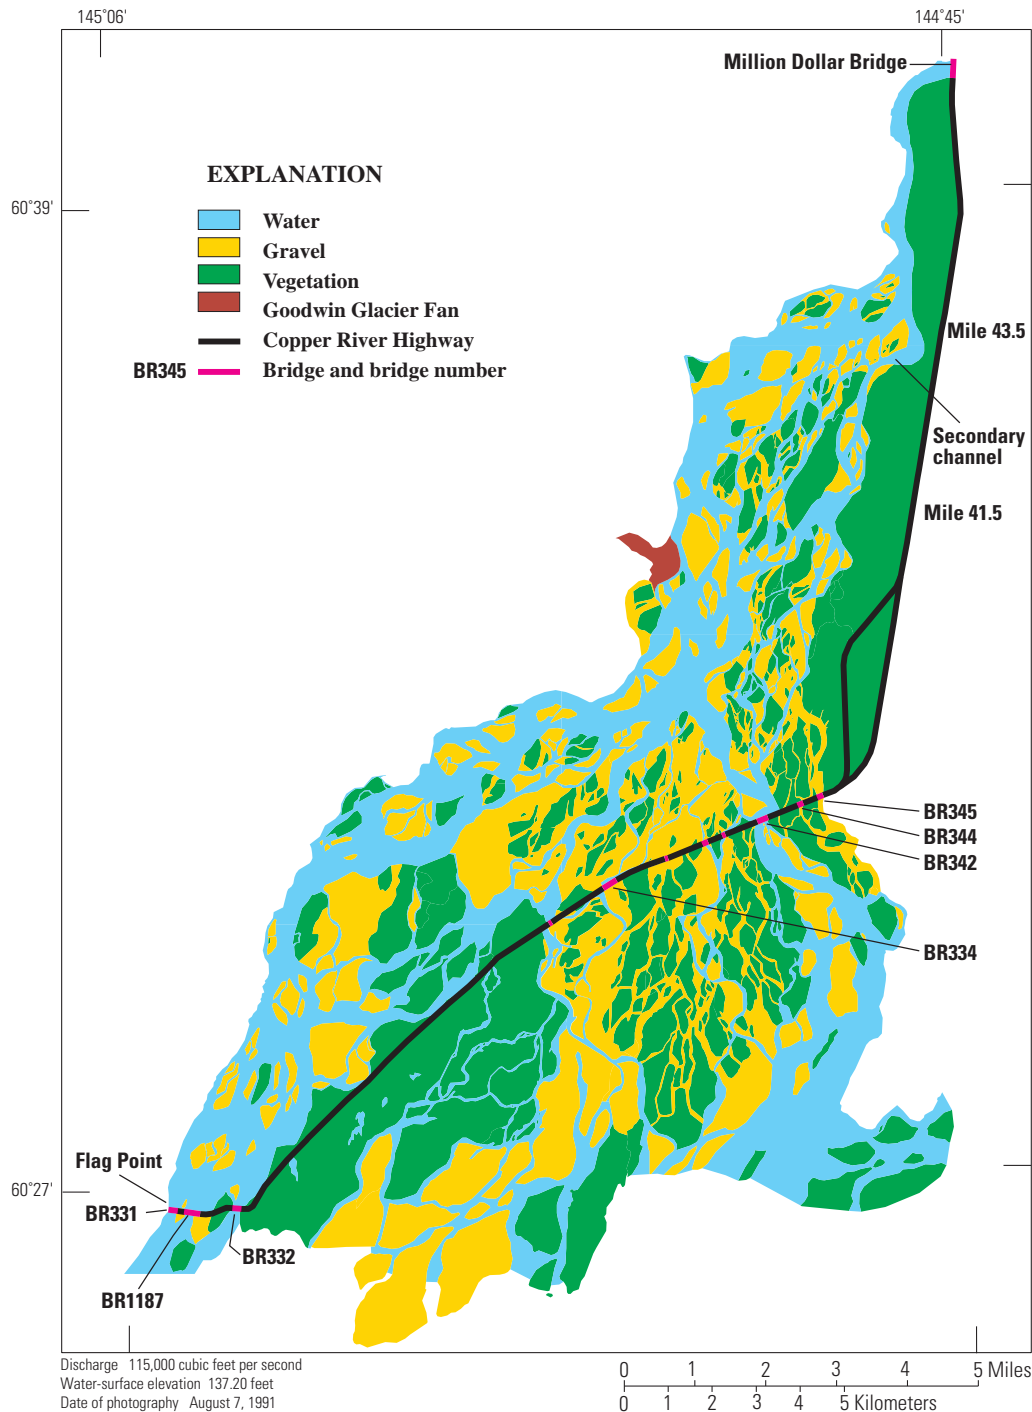 145°06'
144°45'
Million Dollar Bridge
EXPLANATION
60°39'
Water
Gravel
Vegetation
Goodwin Glacier Fan
Copper River Highway
BR345 Bridge and bridge number
Mile 43.5
Secondary
channel
Mile 41.5
BR345
BR344
BR342
BR334
Flag Point
60°27'
BR331
BR332
BR1187
Discharge 115,000 cubic feet per second
Water-surface elevation 137.20 feet
Date of photography August 7, 1991
0 1 2 3 4 5 Miles
0 1 2 3 4 5 Kilometers